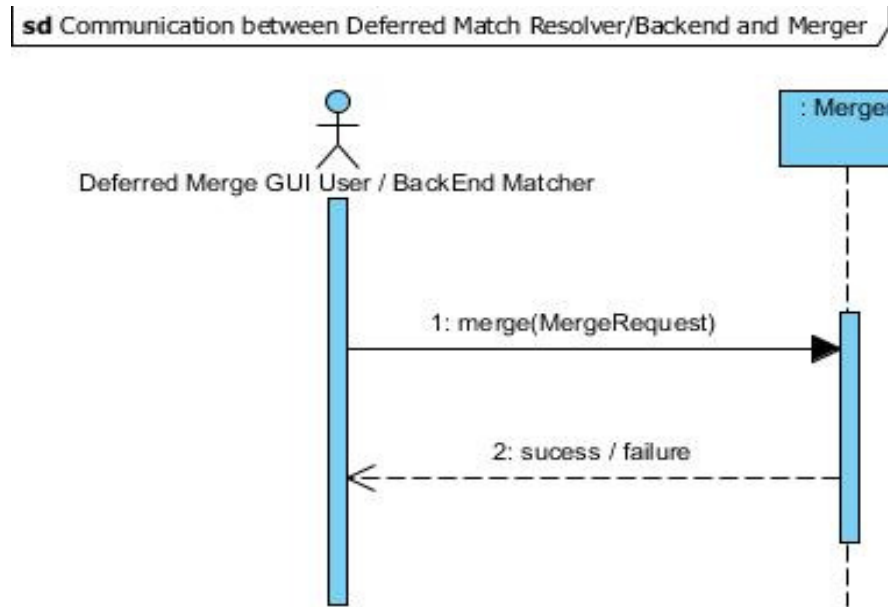 sd Communication between Deferred Match Resolver/Backend and Merger
: Merger
Deferred Merge GUI User / BackEnd Matcher
1: merge(MergeRequest)
2: sucess / failure